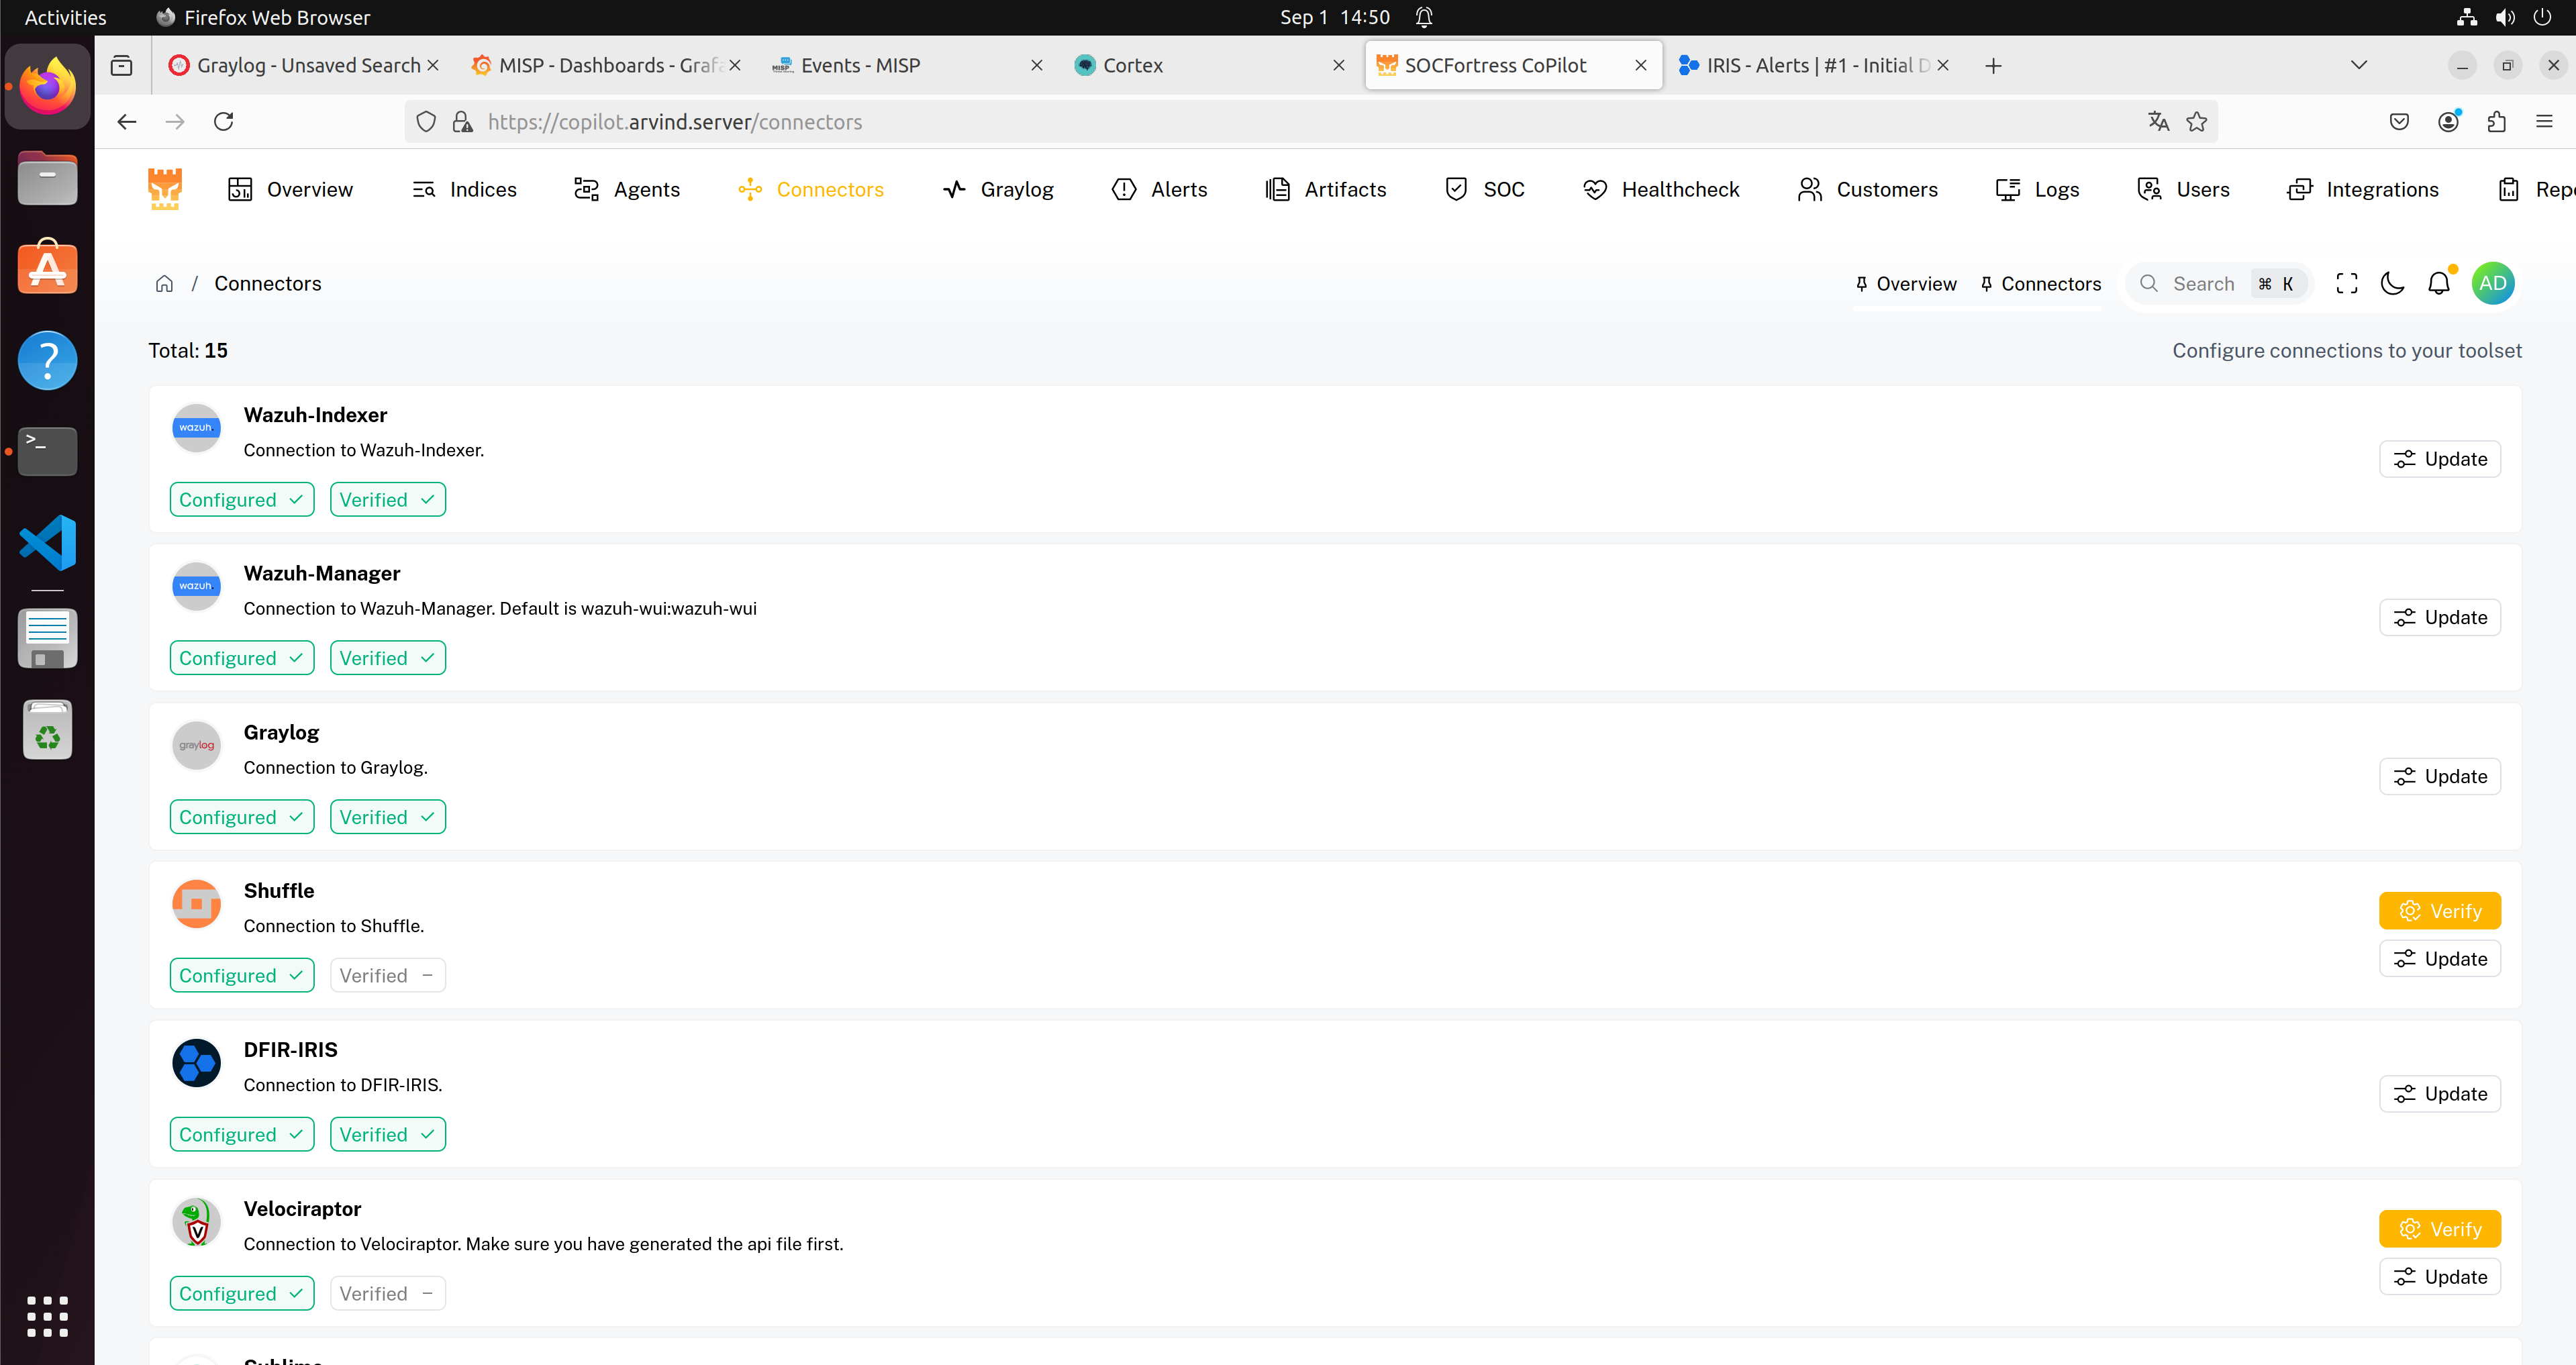 Activities Firefox Web Browser Sep 1 14:50
Graylog - Unsaved Search MISP - Dashboards - Grafa Events - MISP Cortex SOCFortress CoPilot IRIS - Alerts | #1 - Initial D
https://copilot.arvind.server/connectors
Overview Indices Agents Connectors Graylog Alerts Artifacts SOC Healthcheck Customers Logs Users Integrations Repo
/ Connectors Overview Connectors Search ⌘ K AD
Total: 15 Configure connections to your toolset
wazuh. Wazuh-Indexer
Connection to Wazuh-Indexer.
Update
Configured Verified
wazuh. Wazuh-Manager
Connection to Wazuh-Manager. Default is wazuh-wui:wazuh-wui
Update
Configured Verified
graylog Graylog
Connection to Graylog.
Update
Configured Verified
Shuffle
Connection to Shuffle.
Verify
Update
Configured Verified –
DFIR-IRIS
Connection to DFIR-IRIS.
Update
Configured Verified
Velociraptor
Connection to Velociraptor. Make sure you have generated the api file first.
Verify
Update
Configured Verified –
Sublime